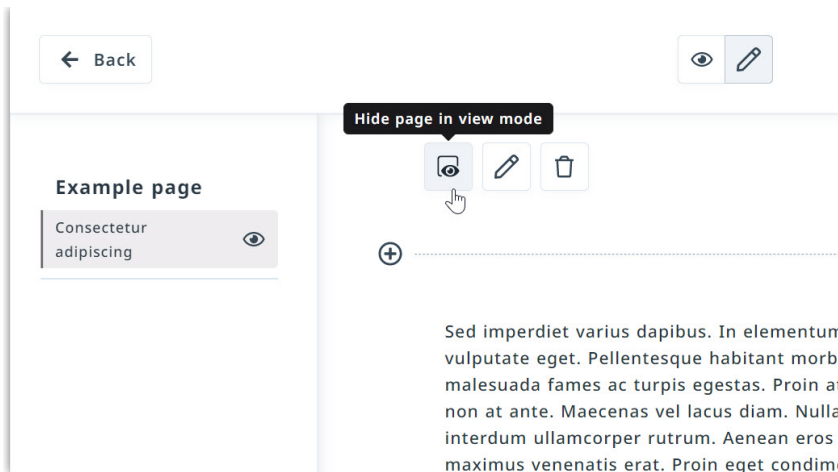 Back
Hide page in view mode
Example page
Consectetur
adipiscing
Sed imperdiet varius dapibus. In elementum
vulputate eget. Pellentesque habitant morb
malesuada fames ac turpis egestas. Proin at
non at ante. Maecenas vel lacus diam. Nulla
interdum ullamcorper rutrum. Aenean eros
maximus venenatis erat. Proin eget condime